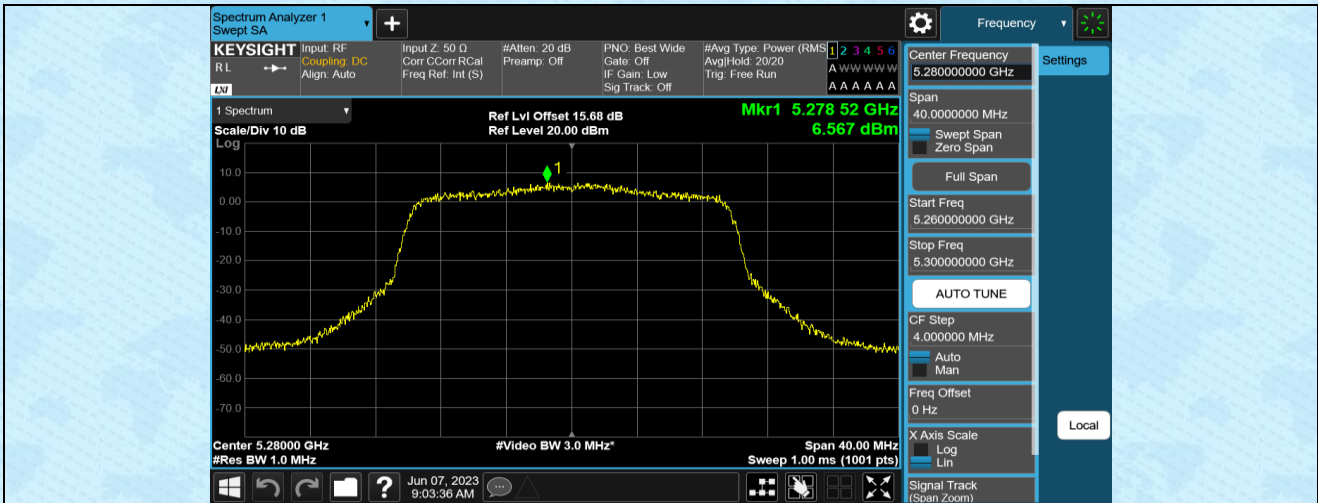 Spectrum Analyzer 1
Swept SA
Frequency
KEYSIGHT
RL
LXI
Input: RF
Coupling: DC
Align: Auto
Input Z: 50 Ω
Corr CCorr RCal
Freq Ref: Int (S)
#Atten: 20 dB
Preamp: Off
PNO: Best Wide
Gate: Off
IF Gain: Low
Sig Track: Off
#Avg Type: Power (RMS
Avg|Hold: 20/20
Trig: Free Run
1 2 3 4 5 6
A W W W W W
A A A A A A
1 Spectrum
Scale/Div 10 dB
Log
Ref Lvl Offset 15.68 dB
Ref Level 20.00 dBm
Mkr1 5.278 52 GHz
6.567 dBm
1
10.0
0.00
-10.0
-20.0
-30.0
-40.0
-50.0
-60.0
-70.0
Center 5.28000 GHz
#Res BW 1.0 MHz
#Video BW 3.0 MHz*
Span 40.00 MHz
Sweep 1.00 ms (1001 pts)
Center Frequency
5.280000000 GHz
Settings
Span
40.0000000 MHz
Swept Span
Zero Span
Full Span
Start Freq
5.260000000 GHz
Stop Freq
5.300000000 GHz
AUTO TUNE
CF Step
4.000000 MHz
Auto
Man
Freq Offset
0 Hz
X Axis Scale
Log
Lin
Local
Signal Track
(Span Zoom)
?
Jun 07, 2023
9:03:36 AM